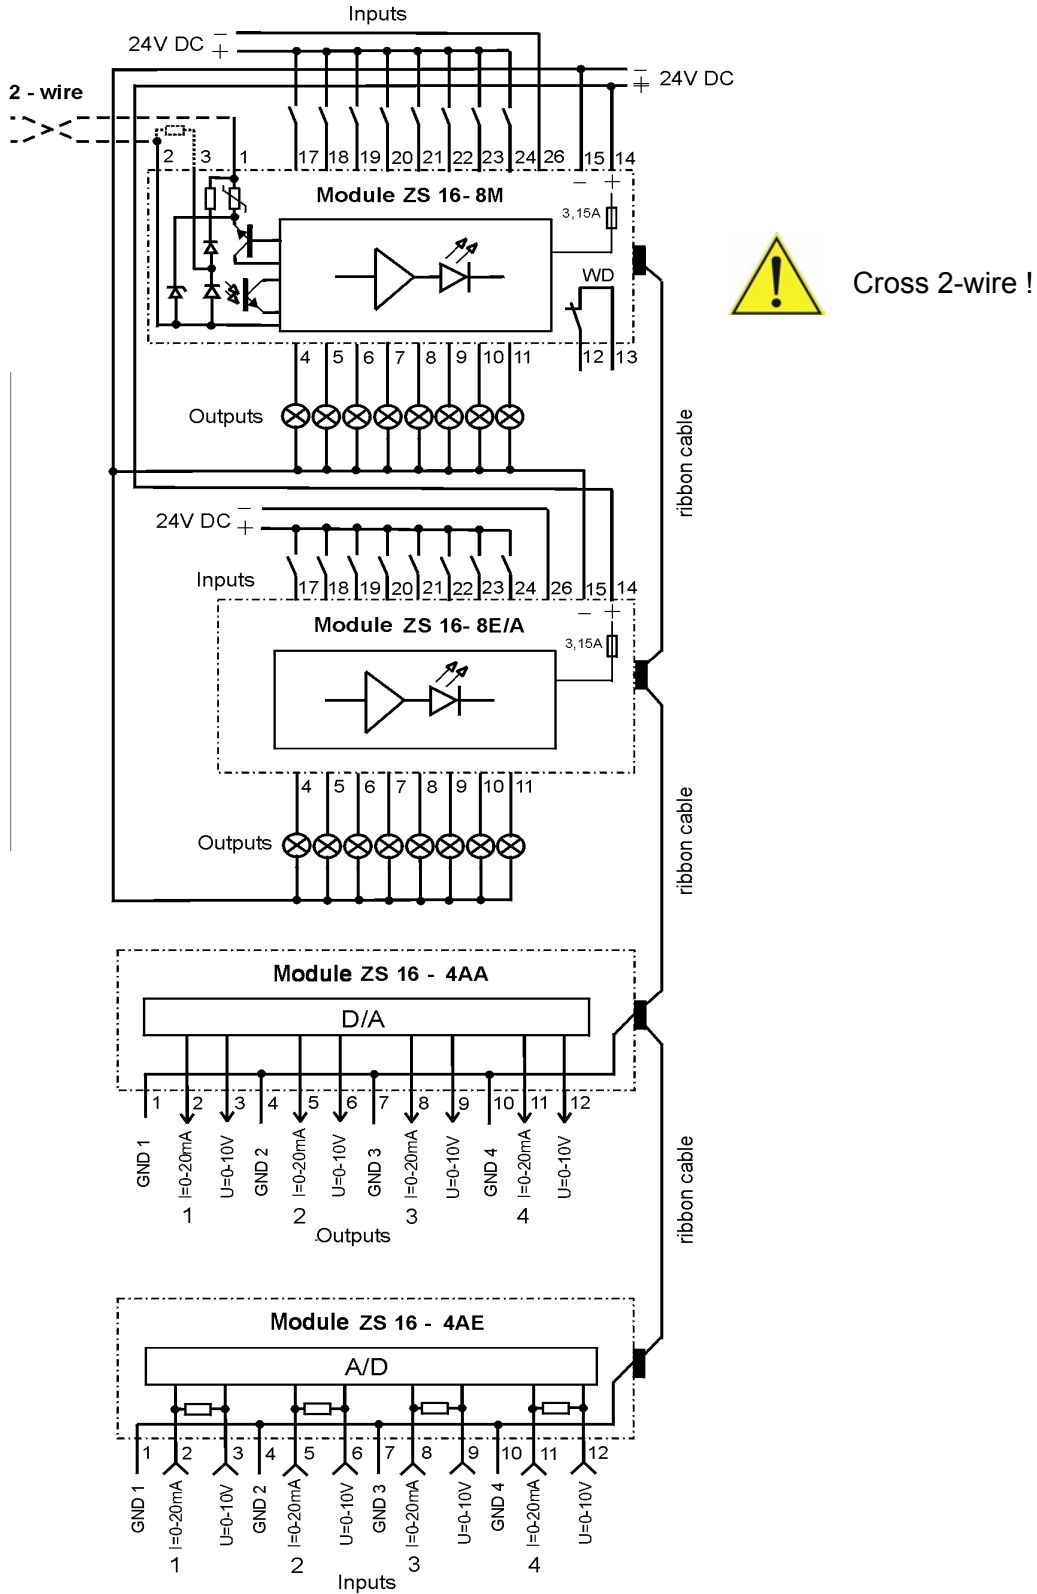 Inputs
24V DC
−
+
−
+
24V DC
2 - wire
2 3 1 17 18 19 20 21 22 23 24 26 15 14
Module ZS 16- 8M
− +
3,15A
WD
Cross 2-wire !
4 5 6 7 8 9 10 11 12 13
Outputs
ribbon cable
24V DC
−
+
Inputs
17 18 19 20 21 22 23 24 26 15 14
Module ZS 16- 8E/A
− +
3,15A
4 5 6 7 8 9 10 11
Outputs
ribbon cable
Module ZS 16 - 4AA
D/A
1 2 3 4 5 6 7 8 9 10 11 12
GND 1 I=0-20mA U=0-10V GND 2 I=0-20mA U=0-10V GND 3 I=0-20mA U=0-10V GND 4 I=0-20mA U=0-10V
1 2 3 4
Outputs
ribbon cable
Module ZS 16 - 4AE
A/D
1 2 3 4 5 6 7 8 9 10 11 12
GND 1 I=0-20mA U=0-10V GND 2 I=0-20mA U=0-10V GND 3 I=0-20mA U=0-10V GND 4 I=0-20mA U=0-10V
1 2 3 4
Inputs